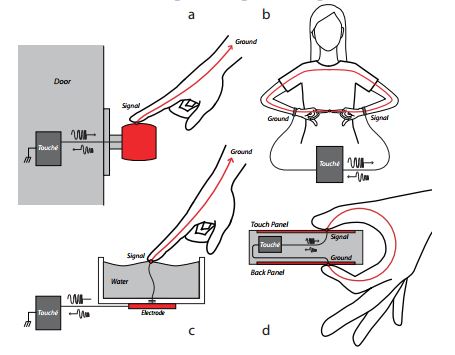 a
b
Ground
Door
Signal
Touché
Ground
Signal
Touché
Ground
Signal
Water
Touché
Electrode
Touch Panel
Signal
Touché
Ground
Back Panel
c
d